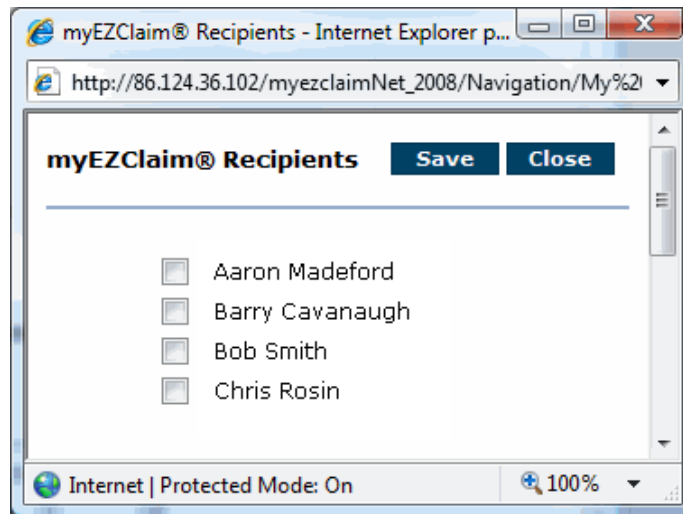 myEZClaim® Recipients - Internet Explorer p...
http://86.124.36.102/myezclaimNet_2008/Navigation/My%2
myEZClaim® Recipients Save Close
Aaron Madeford
Barry Cavanaugh
Bob Smith
Chris Rosin
Internet | Protected Mode: On 100%